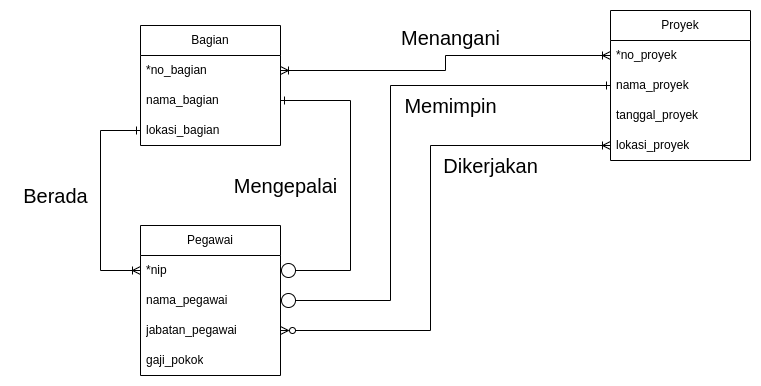 Bagian
*no_bagian
nama_bagian
lokasi_bagian
Menangani
Proyek
*no_proyek
nama_proyek
tanggal_proyek
lokasi_proyek
Memimpin
Dikerjakan
Mengepalai
Berada
Pegawai
*nip
nama_pegawai
jabatan_pegawai
gaji_pokok